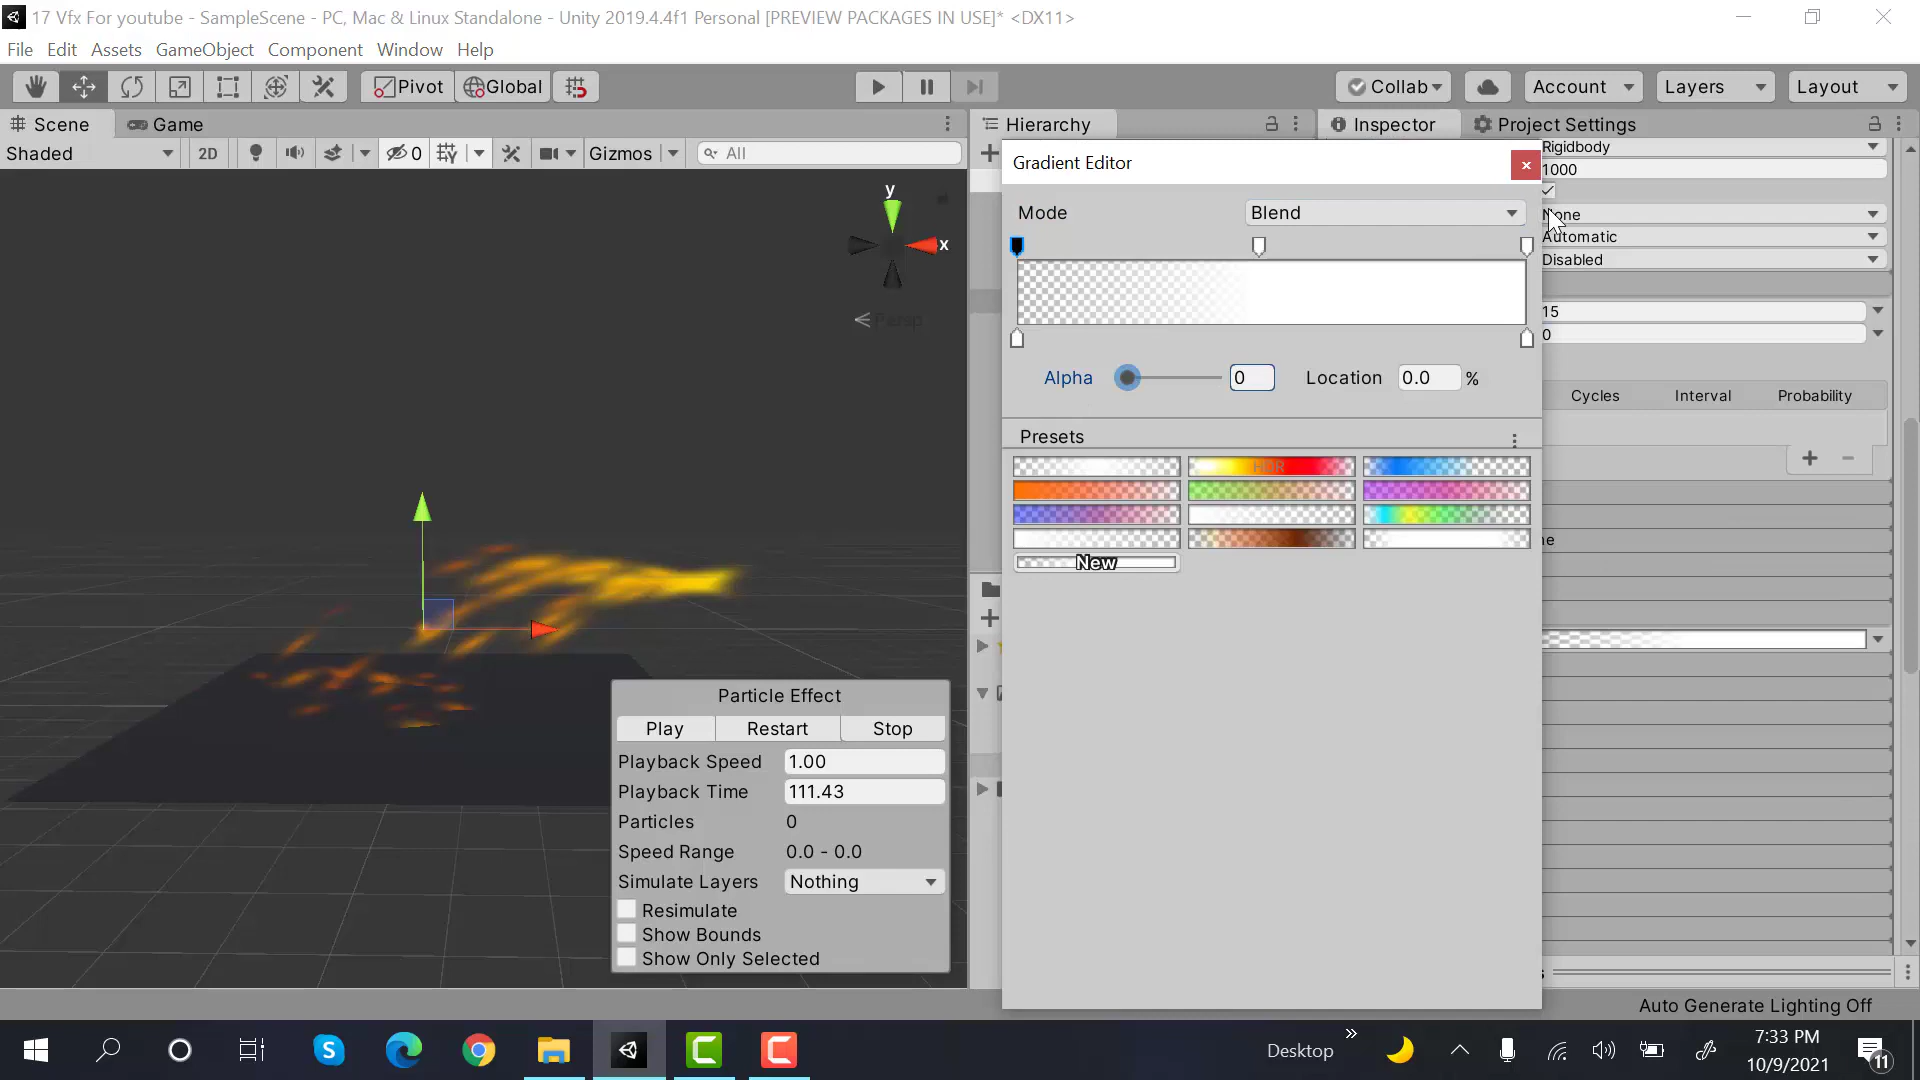 17 Vfx For youtube - SampleScene - PC, Mac & Linux Standalone - Unity 2019.4.4f1 Personal [PREVIEW PACKAGES IN USE]* <DX11>
File Edit Assets GameObject Component Window Help
Pivot Global Collab Account Layers Layout
Scene Game Hierarchy Inspector Project Settings
Shaded 2D 0 Gizmos All
Rigidbody
Gradient Editor
1000
Mode Blend
None
Automatic
Disabled
y
x
Persp
15
0
Alpha 0 Location 0.0 %
Cycles Interval Probability
Presets
HDR
New
Particle Effect
Play Restart Stop
Playback Speed 1.00
Playback Time 111.43
Particles 0
Speed Range 0.0 - 0.0
Simulate Layers Nothing
Resimulate
Show Bounds
Show Only Selected
Auto Generate Lighting Off
Desktop
7:33 PM
10/9/2021
11